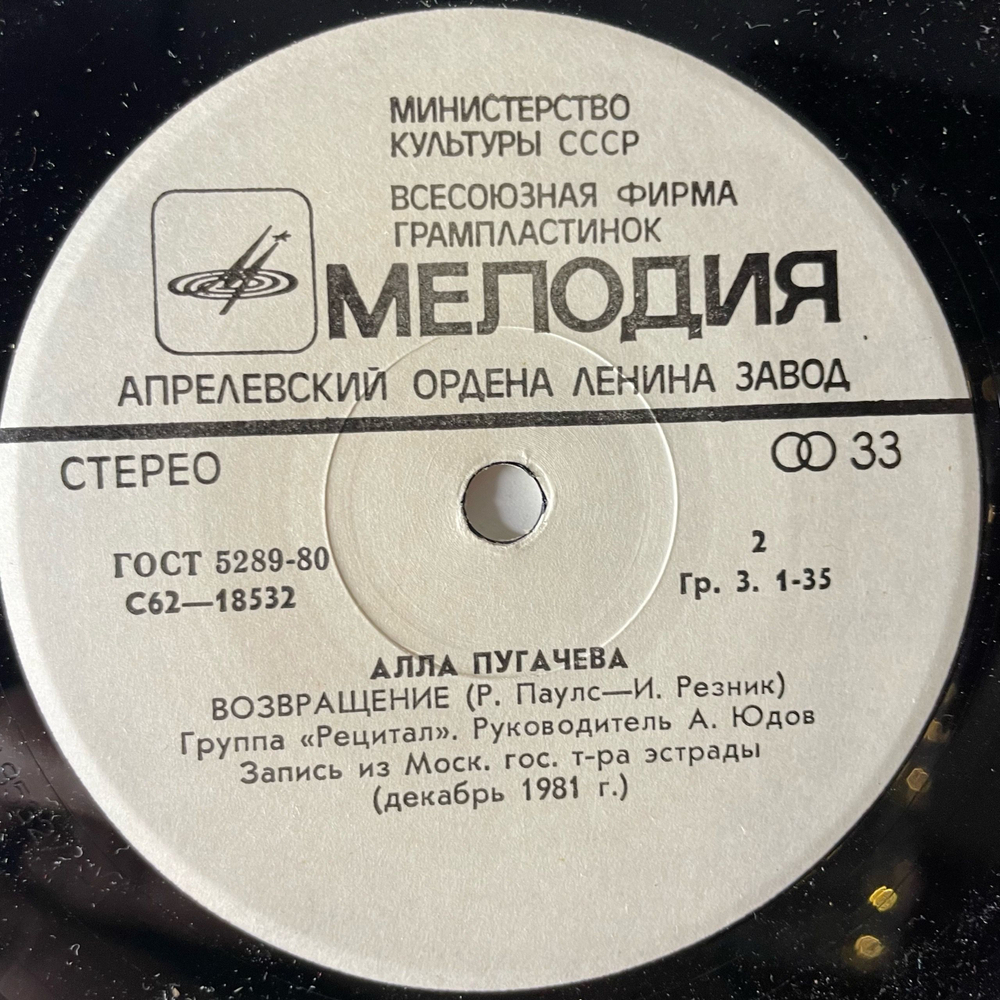 МИНИСТЕРСТВО
КУЛЬТУРЫ СССР
ВСЕСОЮЗНАЯ ФИРМА
ГРАМПЛАСТИНОК
МЕЛОДИЯ
АПРЕЛЕВСКИЙ ОРДЕНА ЛЕНИНА ЗАВОД
СТЕРЕО
33
ГОСТ 5289-80
С62—18532
2
Гр. 3. 1-35
АЛЛА ПУГАЧЕВА
ВОЗВРАЩЕНИЕ (Р. Паулс—И. Резник)
Группа «Рецитал». Руководитель А. Юдов
Запись из Моск. гос. т-ра эстрады
(декабрь 1981 г.)